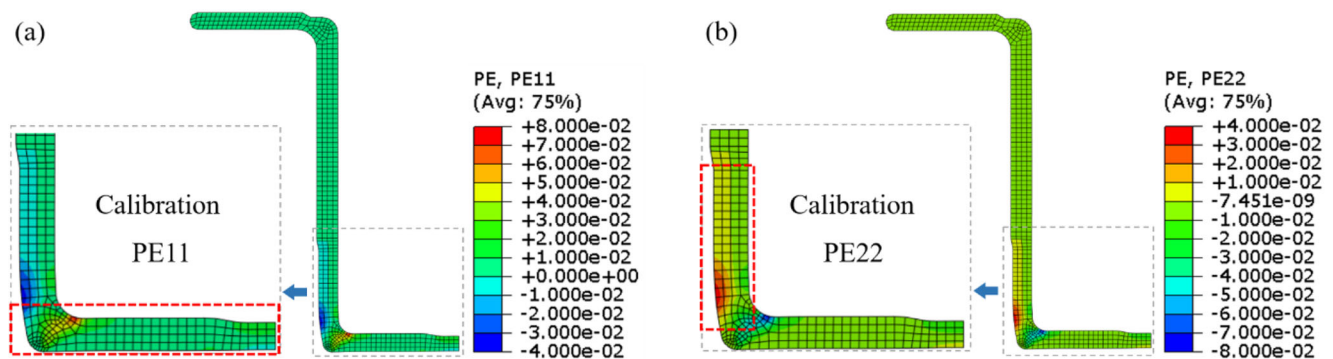 (a)
PE, PE11
(Avg: 75%)
+8.000e-02
+7.000e-02
+6.000e-02
+5.000e-02
+4.000e-02
+3.000e-02
+2.000e-02
+1.000e-02
+0.000e+00
-1.000e-02
-2.000e-02
-3.000e-02
-4.000e-02
Calibration
PE11
(b)
PE, PE22
(Avg: 75%)
+4.000e-02
+3.000e-02
+2.000e-02
+1.000e-02
-7.451e-09
-1.000e-02
-2.000e-02
-3.000e-02
-4.000e-02
-5.000e-02
-6.000e-02
-7.000e-02
-8.000e-02
Calibration
PE22